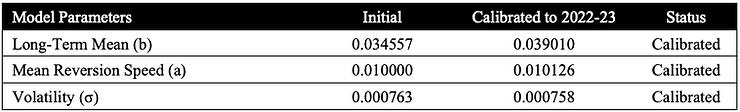 Model Parameters Initial Calibrated to 2022-23 Status
Long-Term Mean (b) 0.034557 0.039010 Calibrated
Mean Reversion Speed (a) 0.010000 0.010126 Calibrated
Volatility (σ) 0.000763 0.000758 Calibrated